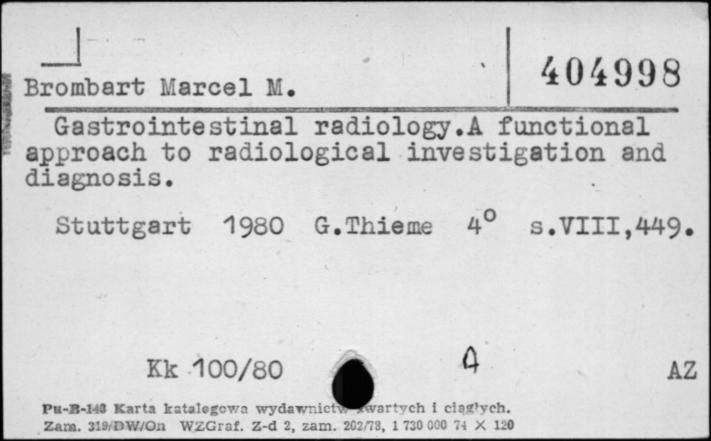 404998
Brombart Marcel M.
Gastrointestinal radiology.A functional
approach to radiological investigation and
diagnosis.
Stuttgart 1980 G.Thieme 4° s.VIII,449.
Kk 100/80 A AZ
Pu-B-143 Karta katalogowa wydawnictw zwartych i ciągłych.
Zam. 319/DW/On WZGraf. Z-d 2, zam. 202/73, 1 730 000 74 X 120